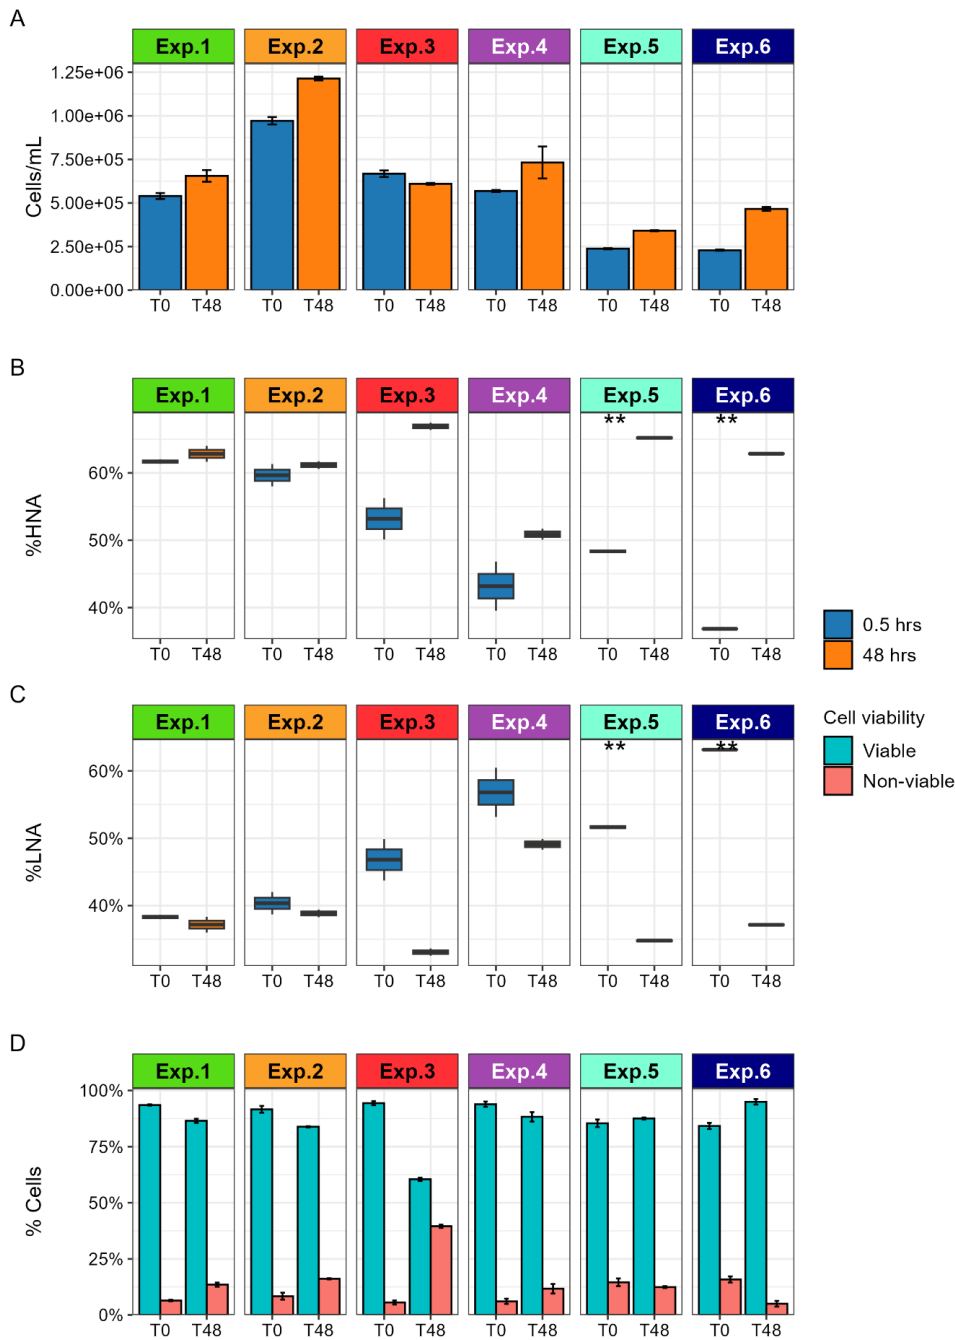 A
Exp.1 Exp.2 Exp.3 Exp.4 Exp.5 Exp.6
Cells/mL
1.25e+06
1.00e+06
7.50e+05
5.00e+05
2.50e+05
0.00e+00
T0 T48 T0 T48 T0 T48 T0 T48 T0 T48 T0 T48
B
Exp.1 Exp.2 Exp.3 Exp.4 Exp.5 Exp.6
** **
%HNA
60%
50%
40%
T0 T48 T0 T48 T0 T48 T0 T48 T0 T48 T0 T48
0.5 hrs
48 hrs
C
Exp.1 Exp.2 Exp.3 Exp.4 Exp.5 Exp.6
** **
%LNA
60%
50%
40%
T0 T48 T0 T48 T0 T48 T0 T48 T0 T48 T0 T48
Cell viability
Viable
Non-viable
D
Exp.1 Exp.2 Exp.3 Exp.4 Exp.5 Exp.6
% Cells
100%
75%
50%
25%
0%
T0 T48 T0 T48 T0 T48 T0 T48 T0 T48 T0 T48